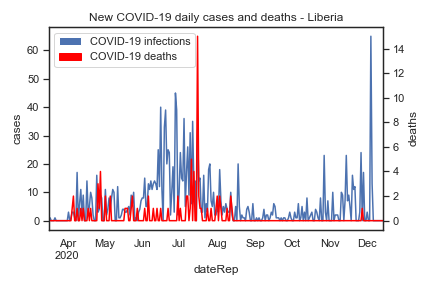 New COVID-19 daily cases and deaths - Liberia
COVID-19 infections
COVID-19 deaths
60
50
40
30
20
10
0
cases
14
12
10
8
6
4
2
0
deaths
Apr May Jun Jul Aug Sep Oct Nov Dec
2020
dateRep